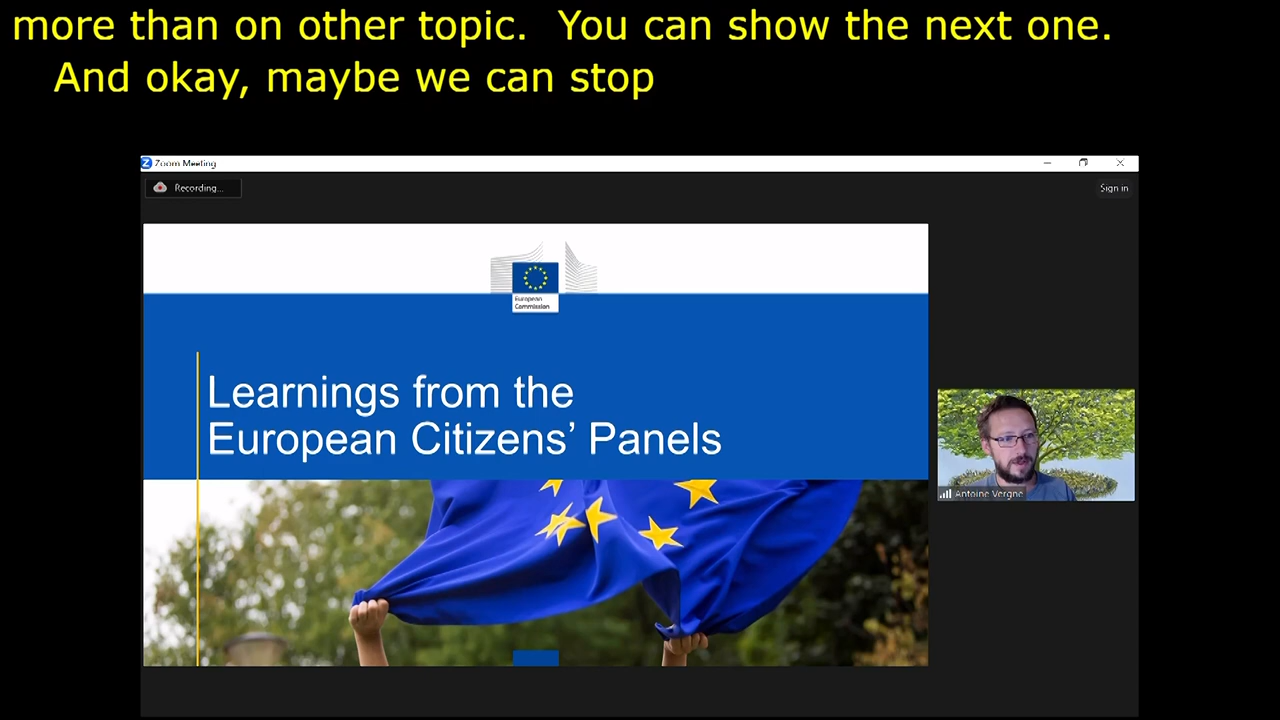 more than on other topic.  You can show the next one.
And okay, maybe we can stop
Zoom Meeting
Recording...
Sign in
European
Commission
Learnings from the
European Citizens’ Panels
Antoine Vergne